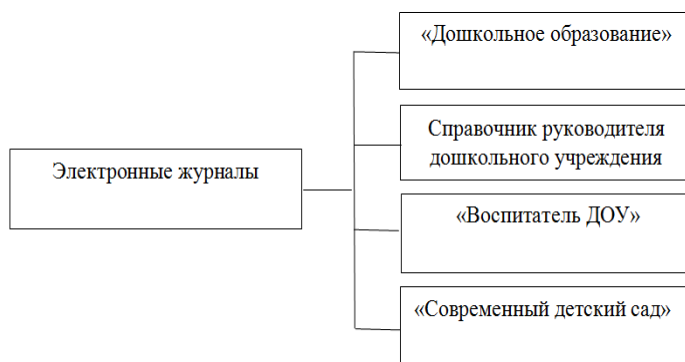 «Дошкольное образование»
Справочник руководителя
дошкольного учреждения
Электронные журналы
«Воспитатель ДОУ»
«Современный детский сад»